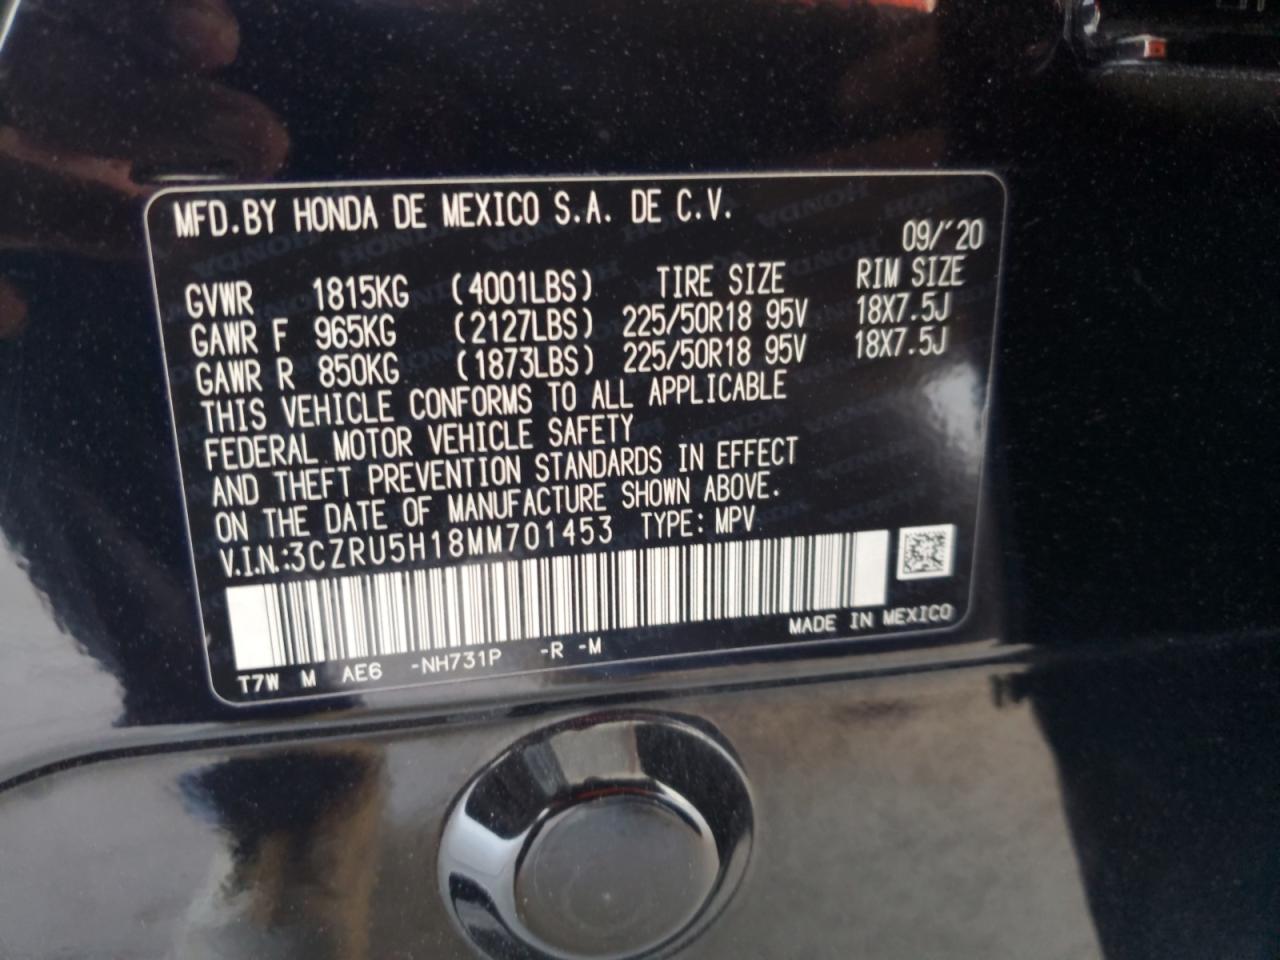 MFD.BY HONDA DE MEXICO S.A. DE C.V.
09/'20
GVWR 1815KG (4001LBS) TIRE SIZE RIM SIZE
GAWR F 965KG (2127LBS) 225/50R18 95V 18X7.5J
GAWR R 850KG (1873LBS) 225/50R18 95V 18X7.5J
THIS VEHICLE CONFORMS TO ALL APPLICABLE
FEDERAL MOTOR VEHICLE SAFETY
AND THEFT PREVENTION STANDARDS IN EFFECT
ON THE DATE OF MANUFACTURE SHOWN ABOVE.
V.I.N.:3CZRU5H18MM701453 TYPE: MPV
MADE IN MEXICO
T7W M AE6 -NH731P -R -M